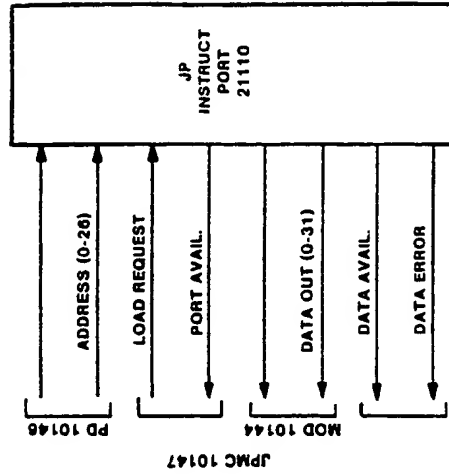 JP
INSTRUCT
PORT
21110
ADDRESS (0-26)
LOAD REQUEST
PORT AVAIL.
DATA OUT (0-31)
DATA AVAIL.
DATA ERROR
PD 10146
MOD 10144
JPMC 10147